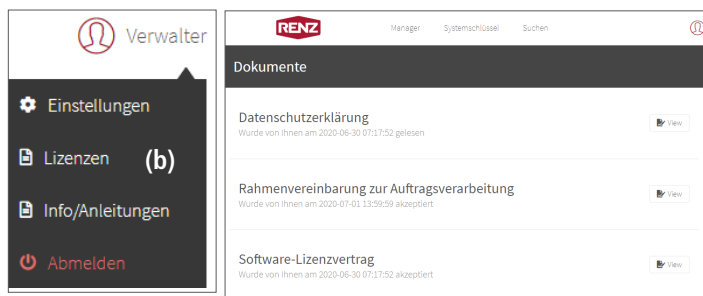 Verwalter
Einstellungen
Lizenzen (b)
Info/Anleitungen
Abmelden
RENZ Manager Systemschlüssel Suchen
Dokumente
Datenschutzerklärung
Wurde von Ihnen am 2020-06-30 07:17:52 gelesen
View
Rahmenvereinbarung zur Auftragsverarbeitung
Wurde von Ihnen am 2020-07-01 13:59:59 akzeptiert
View
Software-Lizenzvertrag
Wurde von Ihnen am 2020-06-30 07:17:52 akzeptiert
View